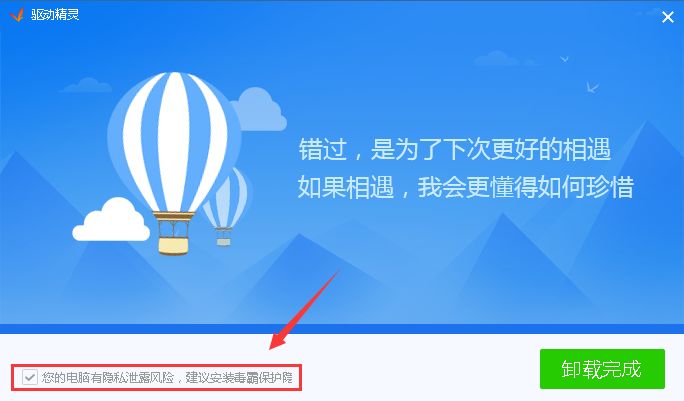 驱动精灵
错过，是为了下次更好的相遇
如果相遇，我会更懂得如何珍惜
您的电脑有隐私泄露风险，建议安装毒霸保护隐
卸载完成